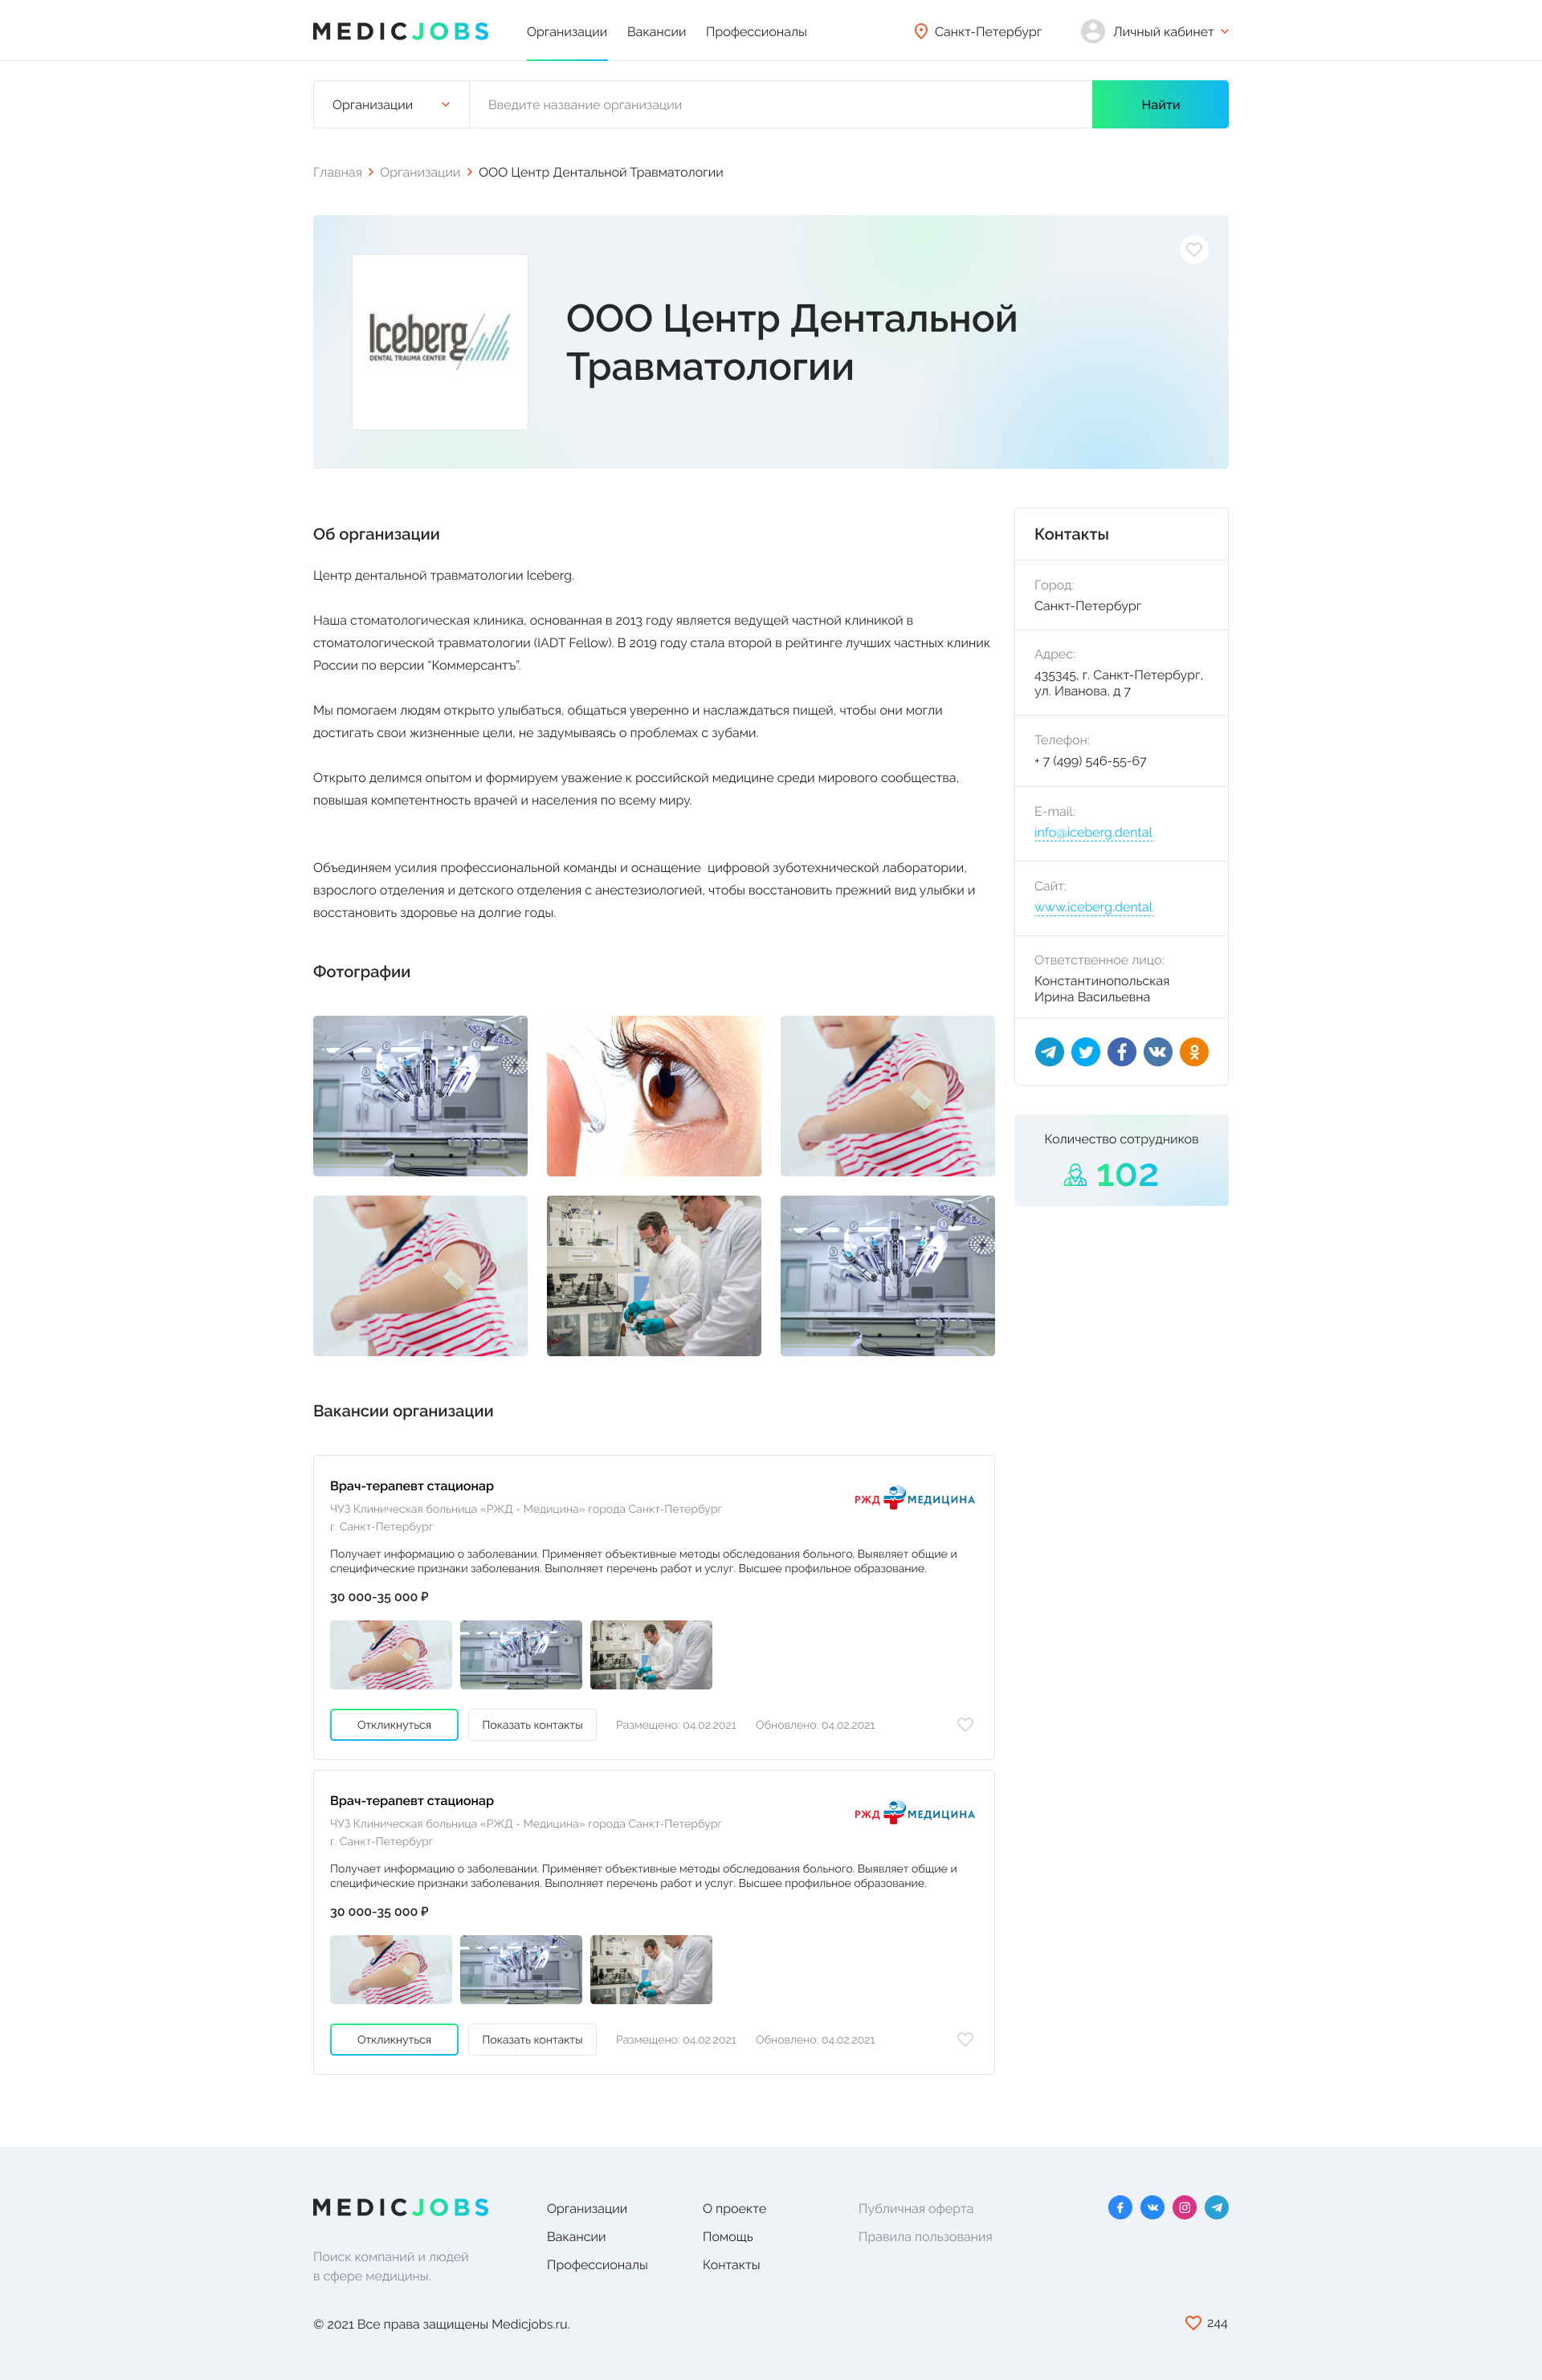 MEDICJOBS
Организации Вакансии Профессионалы
Санкт-Петербург
Личный кабинет
Организации
Введите название организации
Найти
Главная Организации ООО Центр Дентальной Травматологии
Iceberg
DENTAL TRAUMA CENTER
ООО Центр Дентальной
Травматологии
Об организации
Центр дентальной травматологии Iceberg.
Наша стоматологическая клиника, основанная в 2013 году является ведущей частной клиникой в
стоматологической травматологии (IADT Fellow). В 2019 году стала второй в рейтинге лучших частных клиник
России по версии “Коммерсантъ”.
Мы помогаем людям открыто улыбаться, общаться уверенно и наслаждаться пищей, чтобы они могли
достигать свои жизненные цели, не задумываясь о проблемах с зубами.
Открыто делимся опытом и формируем уважение к российской медицине среди мирового сообщества,
повышая компетентность врачей и населения по всему миру.
Объединяем усилия профессиональной команды и оснащение  цифровой зуботехнической лаборатории,
взрослого отделения и детского отделения с анестезиологией, чтобы восстановить прежний вид улыбки и
восстановить здоровье на долгие годы.
Контакты
Город:
Санкт-Петербург
Адрес:
435345, г. Санкт-Петербург,
ул. Иванова, д 7
Телефон:
+ 7 (499) 546-55-67
E-mail:
info@iceberg.dental
Сайт:
www.iceberg.dental
Ответственное лицо:
Константинопольская
Ирина Васильевна
Количество сотрудников
102
Фотографии
Вакансии организации
Врач-терапевт стационар
РЖД МЕДИЦИНА
ЧУЗ Клиническая больница «РЖД - Медицина» города Санкт-Петербург
г. Санкт-Петербург
Получает информацию о заболевании. Применяет объективные методы обследования больного. Выявляет общие и
специфические признаки заболевания. Выполняет перечень работ и услуг. Высшее профильное образование.
30 000-35 000 ₽
Откликнуться
Показать контакты
Размещено: 04.02.2021
Обновлено: 04.02.2021
Врач-терапевт стационар
РЖД МЕДИЦИНА
ЧУЗ Клиническая больница «РЖД - Медицина» города Санкт-Петербург
г. Санкт-Петербург
Получает информацию о заболевании. Применяет объективные методы обследования больного. Выявляет общие и
специфические признаки заболевания. Выполняет перечень работ и услуг. Высшее профильное образование.
30 000-35 000 ₽
Откликнуться
Показать контакты
Размещено: 04.02.2021
Обновлено: 04.02.2021
MEDICJOBS
Поиск компаний и людей
в сфере медицины.
Организации
Вакансии
Профессионалы
О проекте
Помощь
Контакты
Публичная оферта
Правила пользования
© 2021 Все права защищены Medicjobs.ru.
244